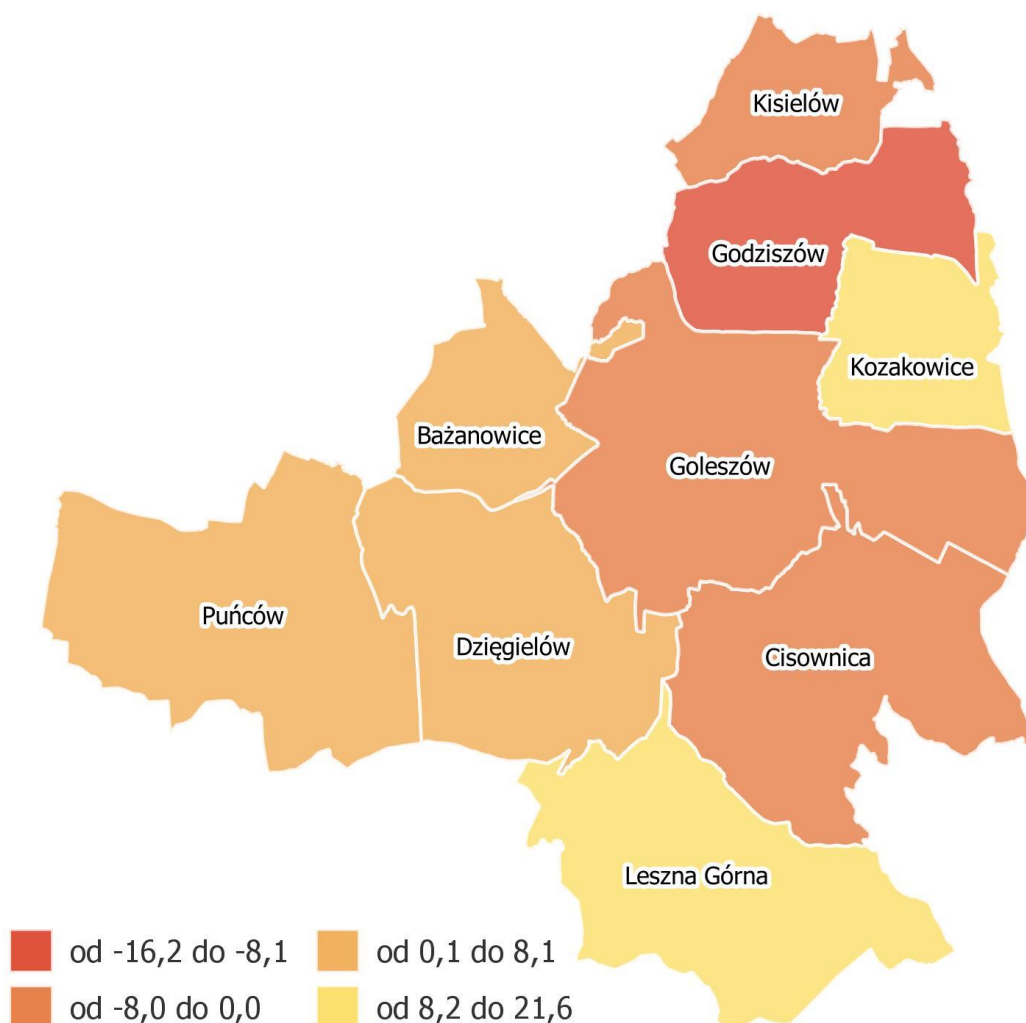 Kisielów
Godziszów
Kozakowice
Bażanowice
Goleszów
Puńców
Dzięgielów
Cisownica
Leszna Górna
od -16,2 do -8,1
od 0,1 do 8,1
od -8,0 do 0,0
od 8,2 do 21,6